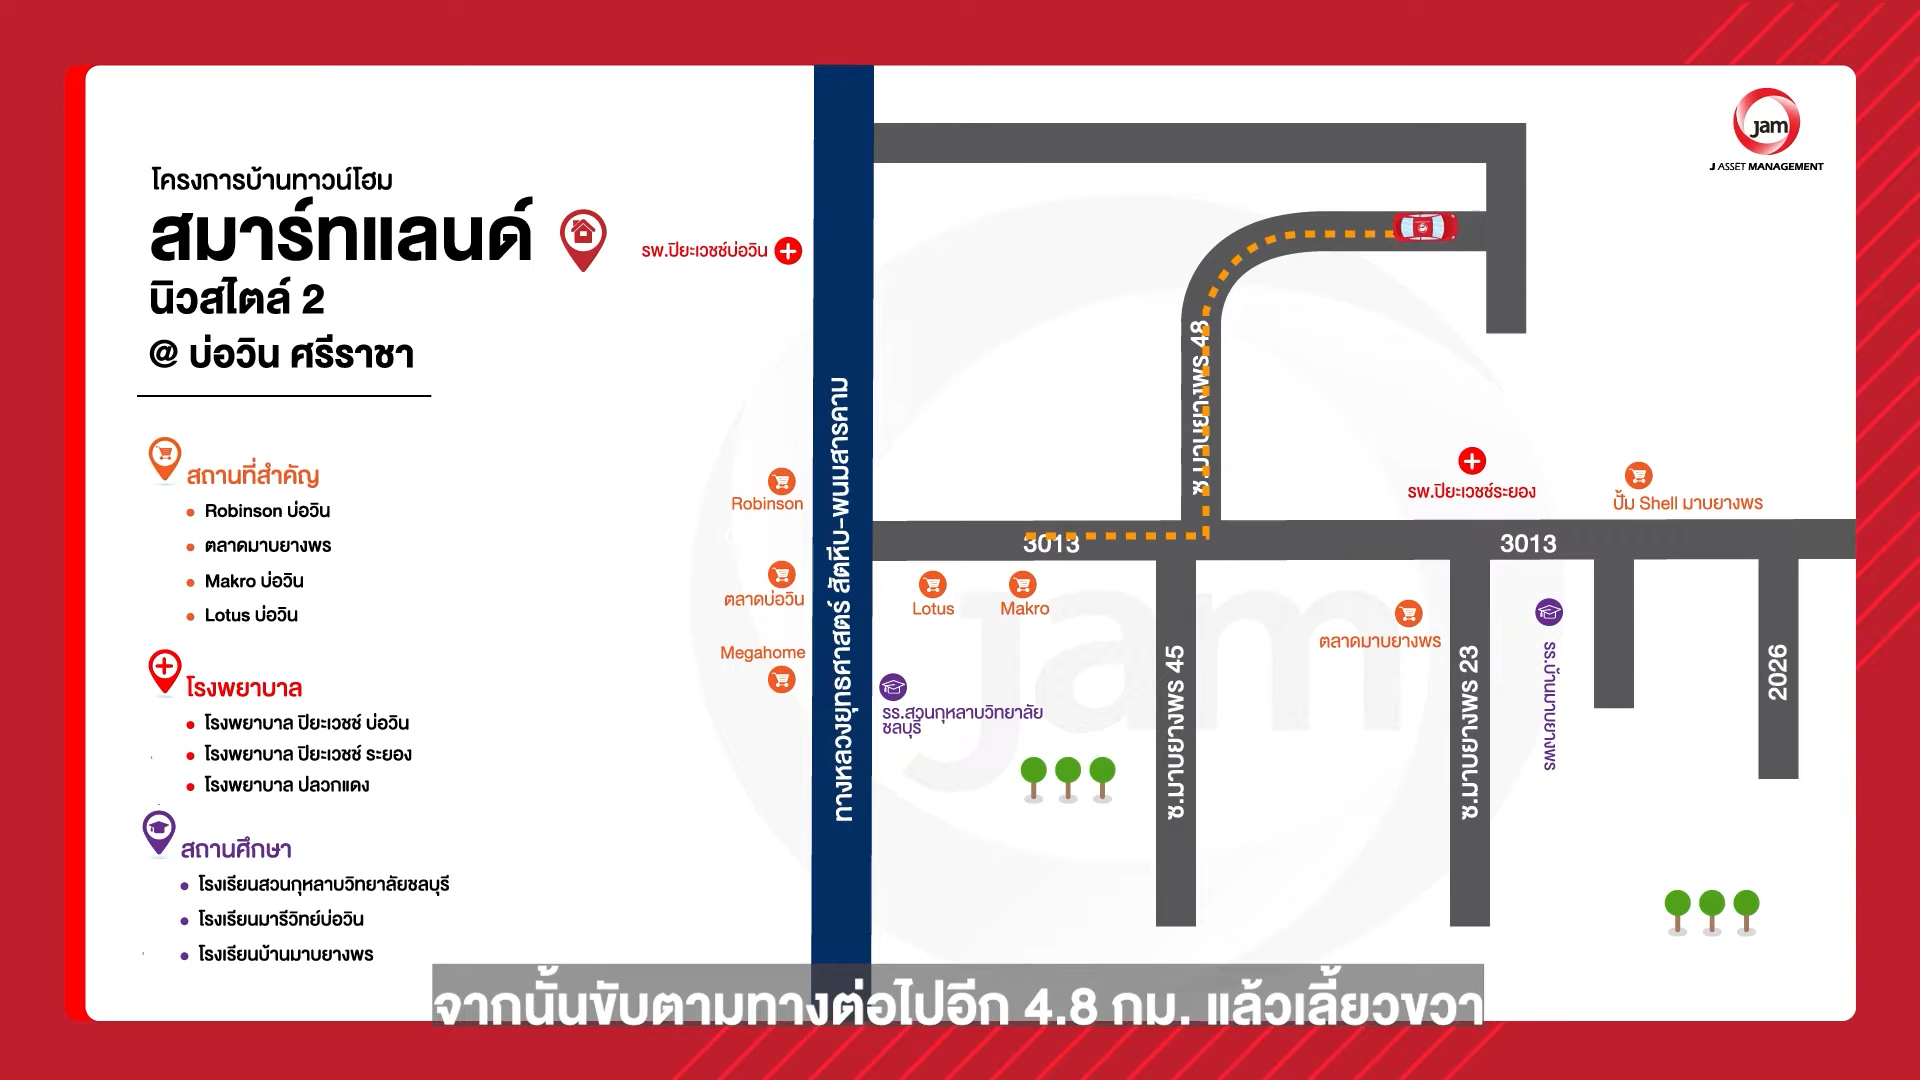 jam
J ASSET MANAGEMENT
โครงการบ้านทาวน์โฮม
สมาร์ทแลนด์
นิวสไตล์ 2
@ บ่อวิน ศรีราชา
สถานที่สำคัญ
Robinson บ่อวิน
ตลาดมาบยางพร
Makro บ่อวิน
Lotus บ่อวิน
โรงพยาบาล
โรงพยาบาล ปิยะเวชช์ บ่อวิน
โรงพยาบาล ปิยะเวชช์ ระยอง
โรงพยาบาล ปลวกแดง
สถานศึกษา
โรงเรียนสวนกุหลาบวิทยาลัยชลบุรี
โรงเรียนมารีวิทย์บ่อวิน
โรงเรียนบ้านมาบยางพร
รพ.ปิยะเวชช์บ่อวิน
Robinson
ตลาดบ่อวิน
Megahome
ทางหลวงยุทธศาสตร์ สัตหีบ-พนมสารคาม
ซ.มาบยางพร 48
รพ.ปิยะเวชช์ระยอง
ปั้ม Shell มาบยางพร
3013
3013
Lotus
Makro
ตลาดมาบยางพร
รร.สวนกุหลาบวิทยาลัย
ชลบุรี
ซ.มาบยางพร 45
ซ.มาบยางพร 23
รร.บ้านมาบยางพร
2026
jam
จากนั้นขับตามทางต่อไปอีก 4.8 กม. แล้วเลี้ยวขวา